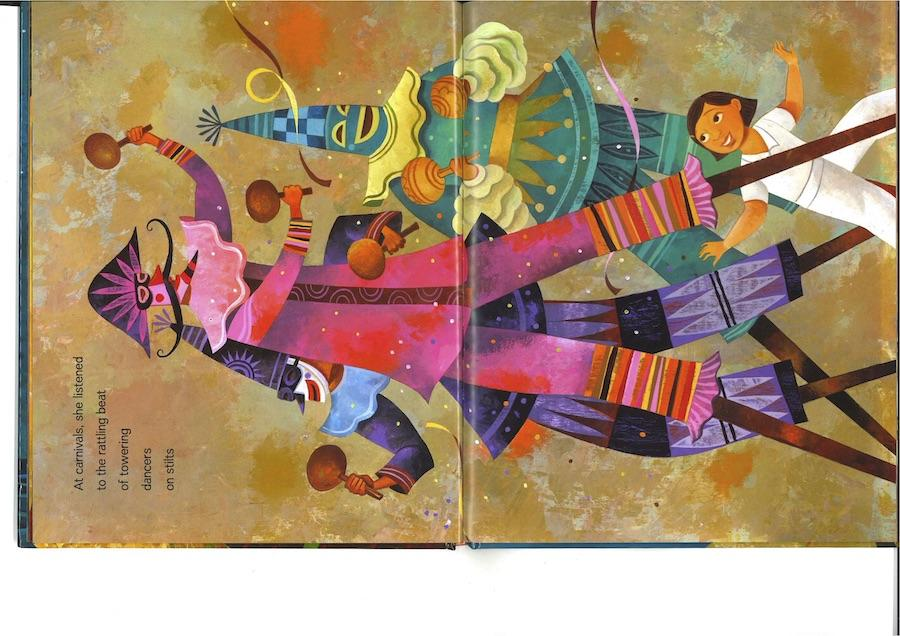 At carnivals, she listened
to the rattling beat
of towering
dancers
on stilts